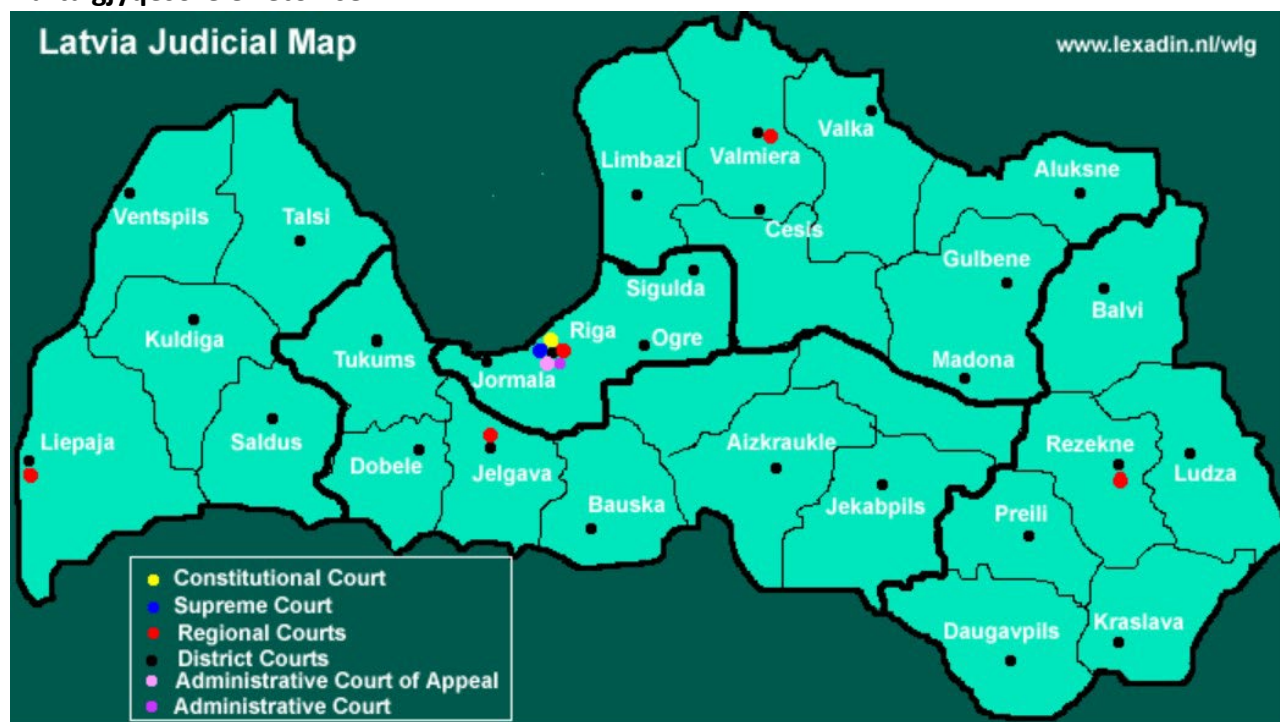 Latvia Judicial Map
www.lexadin.nl/wlg
Valka
Limbazi
Valmiera
Aluksne
Ventspils
Talsi
Cesis
Gulbene
Sigulda
Balvi
Kuldiga
Riga
Ogre
Tukums
Madona
Jormala
Liepaja
Saldus
Aizkraukle
Rezekne
Dobele
Jelgava
Ludza
Bauska
Jekabpils
Preili
Kraslava
Daugavpils
Constitutional Court
Supreme Court
Regional Courts
District Courts
Administrative Court of Appeal
Administrative Court